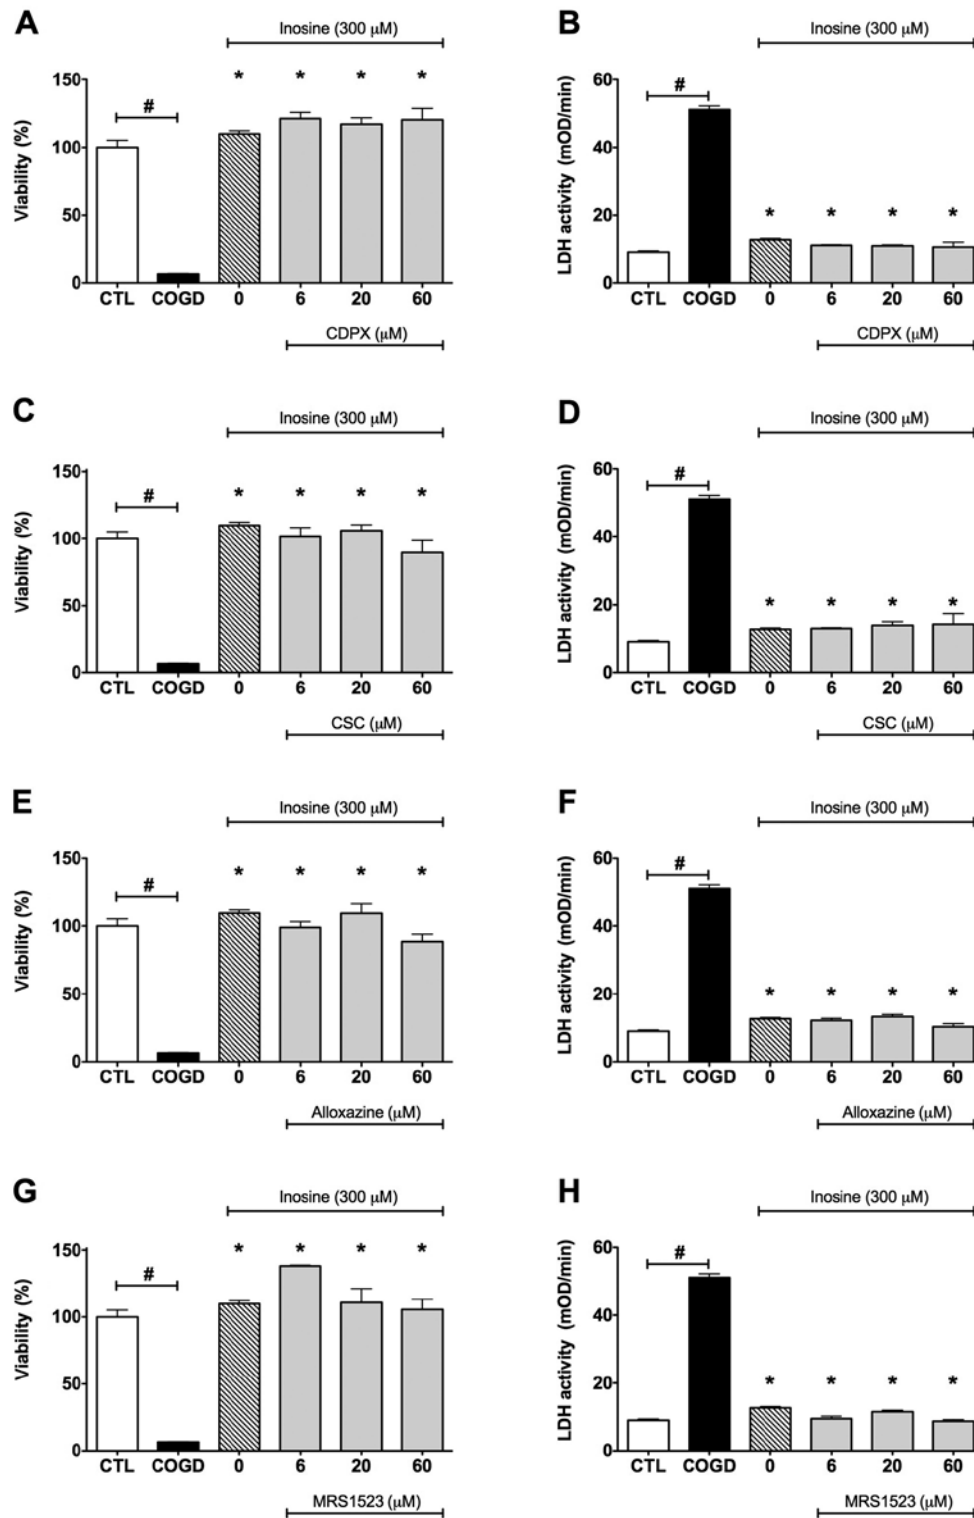 A
Inosine (300 µM)
Viability (%)
150
100
50
0
#
* * * *
CTL COGD 0 6 20 60
CDPX (µM)
B
Inosine (300 µM)
LDH activity (mOD/min)
60
40
20
0
#
* * * *
CTL COGD 0 6 20 60
CDPX (µM)
C
Inosine (300 µM)
Viability (%)
150
100
50
0
#
* * * *
CTL COGD 0 6 20 60
CSC (µM)
D
Inosine (300 µM)
LDH activity (mOD/min)
60
40
20
0
#
* * * *
CTL COGD 0 6 20 60
CSC (µM)
E
Inosine (300 µM)
Viability (%)
150
100
50
0
#
* * * *
CTL COGD 0 6 20 60
Alloxazine (µM)
F
Inosine (300 µM)
LDH activity (mOD/min)
60
40
20
0
#
* * * *
CTL COGD 0 6 20 60
Alloxazine (µM)
G
Inosine (300 µM)
Viability (%)
150
100
50
0
#
* * * *
CTL COGD 0 6 20 60
MRS1523 (µM)
H
Inosine (300 µM)
LDH activity (mOD/min)
60
40
20
0
#
* * * *
CTL COGD 0 6 20 60
MRS1523 (µM)